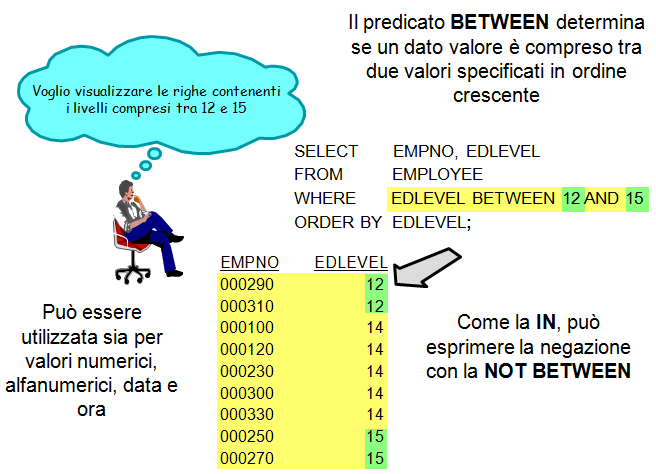 Il predicato BETWEEN determina
se un dato valore è compreso tra
due valori specificati in ordine
crescente
Voglio visualizzare le righe contenenti
i livelli compresi tra 12 e 15
SELECT EMPNO, EDLEVEL
FROM EMPLOYEE
WHERE EDLEVEL BETWEEN 12 AND 15
ORDER BY EDLEVEL;
EMPNO EDLEVEL
000290 12
000310 12
000100 14
000120 14
000230 14
000300 14
000330 14
000250 15
000270 15
Può essere
utilizzata sia per
valori numerici,
alfanumerici, data e
ora
Come la IN, può
esprimere la negazione
con la NOT BETWEEN